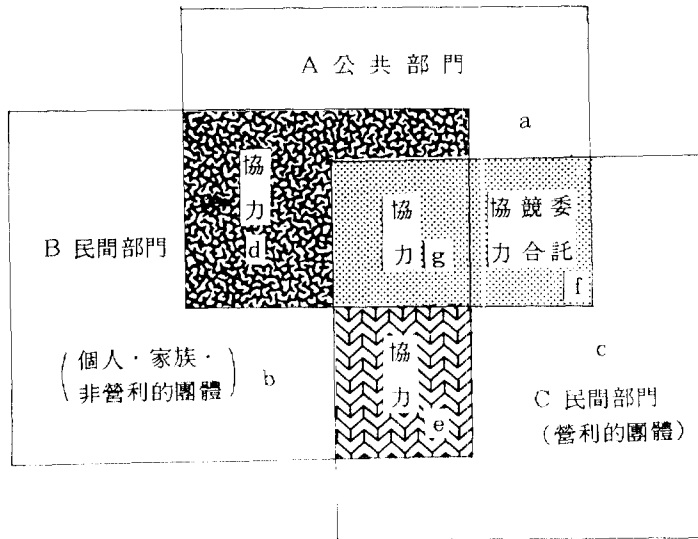 A 公共部門
a
協力
d
協力
g
協力
競合
委託
f
B 民間部門
(個人·家族·
非營利的團體)
b
協力
e
c
C 民間部門
(營利的團體)